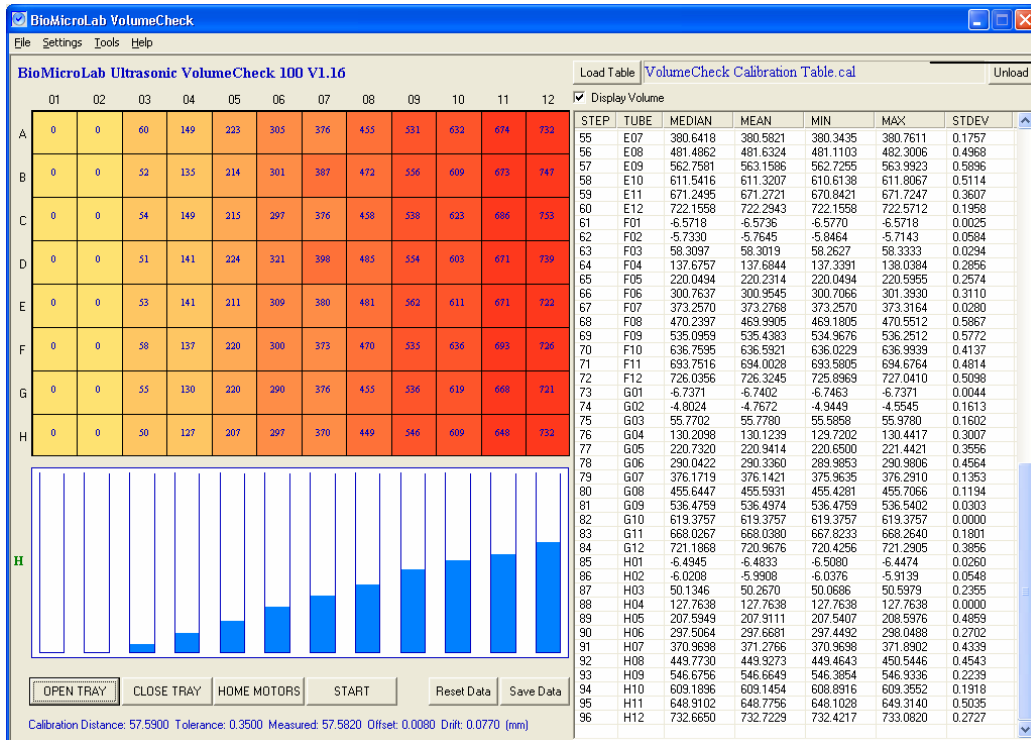 BioMicroLab VolumeCheck
File Settings Tools Help
BioMicroLab Ultrasonic VolumeCheck 100 V1.16
Load Table VolumeCheck Calibration Table.cal Unload
Display Volume
01 02 03 04 05 06 07 08 09 10 11 12
A 0 0 60 149 223 305 376 455 531 632 674 732
B 0 0 52 135 214 301 387 472 556 609 673 747
C 0 0 54 149 215 297 376 458 538 623 686 753
D 0 0 51 141 224 321 398 485 554 603 671 739
E 0 0 53 141 211 309 380 481 562 611 671 722
F 0 0 58 137 220 300 373 470 535 636 693 726
G 0 0 55 130 220 290 376 455 536 619 668 721
H 0 0 50 127 207 297 370 449 546 609 648 732
H
OPEN TRAY CLOSE TRAY HOME MOTORS START Reset Data Save Data
Calibration Distance: 57.5900 Tolerance: 0.3500 Measured: 57.5820 Offset: 0.0080 Drift: 0.0770 (mm)
STEP TUBE MEDIAN MEAN MIN MAX STDEV
55 E07 380.6418 380.5821 380.3435 380.7611 0.1757
56 E08 481.4862 481.6324 481.1103 482.3006 0.4968
57 E09 562.7581 563.1586 562.7255 563.9923 0.5896
58 E10 611.5416 611.3207 610.6138 611.8067 0.5114
59 E11 671.2495 671.2721 670.8421 671.7247 0.3607
60 E12 722.1558 722.2943 722.1558 722.5712 0.1958
61 F01 -6.5718 -6.5736 -6.5770 -6.5718 0.0025
62 F02 -5.7330 -5.7645 -5.8464 -5.7143 0.0584
63 F03 58.3097 58.3019 58.2627 58.3333 0.0294
64 F04 137.6757 137.6844 137.3391 138.0384 0.2856
65 F05 220.0494 220.2314 220.0494 220.5955 0.2574
66 F06 300.7637 300.9545 300.7066 301.3930 0.3110
67 F07 373.2570 373.2768 373.2570 373.3164 0.0280
68 F08 470.2397 469.9905 469.1805 470.5512 0.5867
69 F09 535.0959 535.4383 534.9676 536.2512 0.5772
70 F10 636.7595 636.5921 636.0229 636.9939 0.4137
71 F11 693.7516 694.0028 693.5805 694.6764 0.4814
72 F12 726.0356 726.3245 725.8969 727.0410 0.5098
73 G01 -6.7371 -6.7402 -6.7463 -6.7371 0.0044
74 G02 -4.8024 -4.7672 -4.9449 -4.5545 0.1613
75 G03 55.7702 55.7780 55.5858 55.9780 0.1602
76 G04 130.2098 130.1239 129.7202 130.4417 0.3007
77 G05 220.7320 220.9414 220.6500 221.4421 0.3556
78 G06 290.0422 290.3360 289.9853 290.9806 0.4564
79 G07 376.1719 376.1421 375.9635 376.2910 0.1353
80 G08 455.6447 455.5931 455.4281 455.7066 0.1194
81 G09 536.4759 536.4974 536.4759 536.5402 0.0303
82 G10 619.3757 619.3757 619.3757 619.3757 0.0000
83 G11 668.0267 668.0380 667.8233 668.2640 0.1801
84 G12 721.1868 720.9676 720.4256 721.2905 0.3856
85 H01 -6.4945 -6.4833 -6.5080 -6.4474 0.0260
86 H02 -6.0208 -5.9908 -6.0376 -5.9139 0.0548
87 H03 50.1346 50.2670 50.0686 50.5979 0.2355
88 H04 127.7638 127.7638 127.7638 127.7638 0.0000
89 H05 207.5949 207.9111 207.5407 208.5976 0.4859
90 H06 297.5064 297.6681 297.4492 298.0488 0.2702
91 H07 370.9698 371.2766 370.9698 371.8902 0.4339
92 H08 449.7730 449.9273 449.4643 450.5446 0.4543
93 H09 546.6756 546.6649 546.3854 546.9336 0.2239
94 H10 609.1896 609.1454 608.8916 609.3552 0.1918
95 H11 648.9102 648.7756 648.1028 649.3140 0.5035
96 H12 732.6650 732.7229 732.4217 733.0820 0.2727